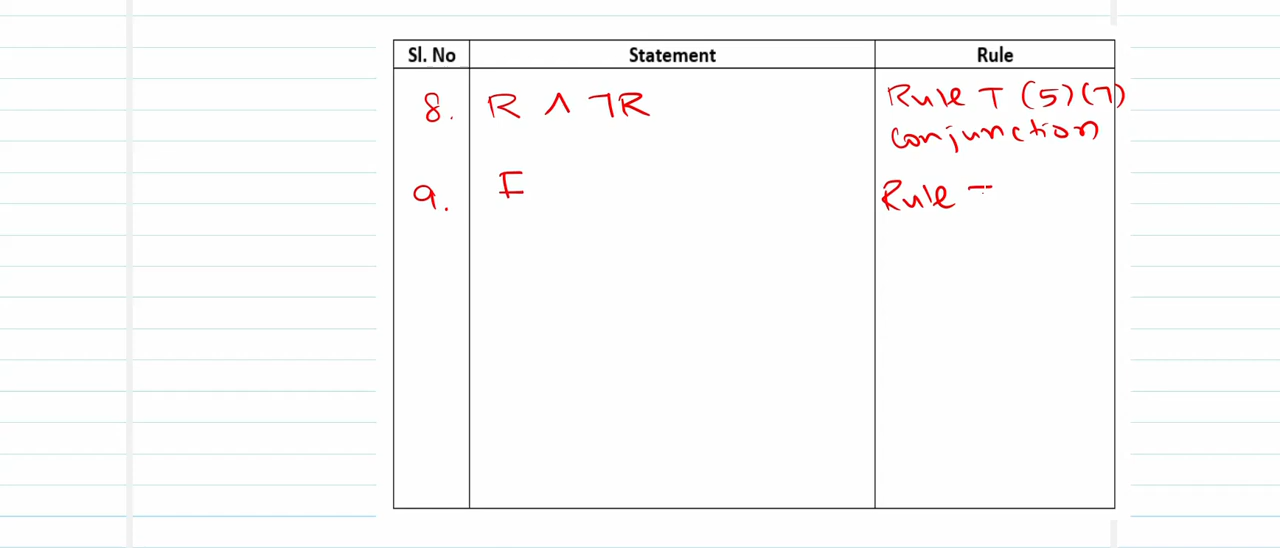 Sl. No Statement Rule
8. R ∧ ¬R Rule T (5)(7)
conjunction
9. F Rule